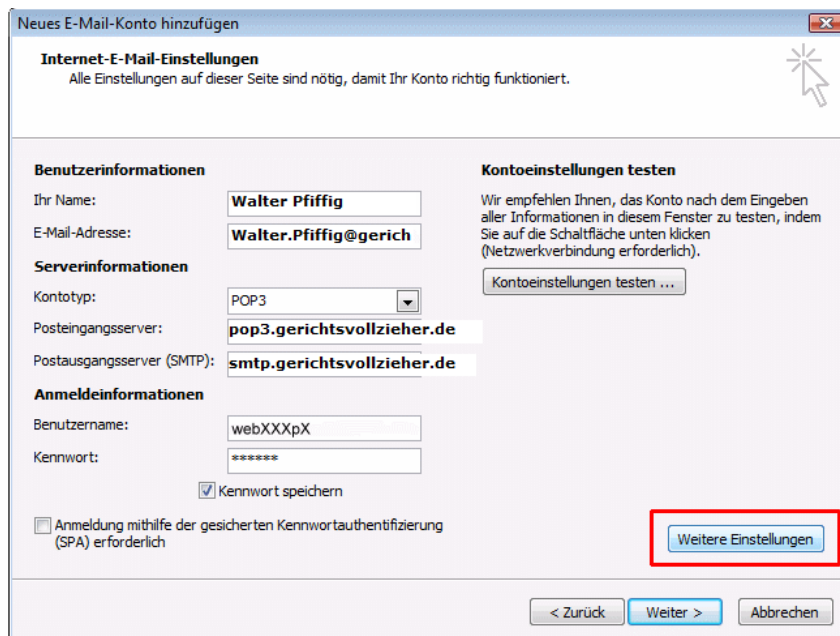 Neues E-Mail-Konto hinzufügen
Internet-E-Mail-Einstellungen
Alle Einstellungen auf dieser Seite sind nötig, damit Ihr Konto richtig funktioniert.
Benutzerinformationen
Ihr Name:
Walter Pfiffig
E-Mail-Adresse:
Walter.Pfiffig@gerich
Serverinformationen
Kontotyp:
POP3
Posteingangsserver:
pop3.gerichtsvollzieher.de
Postausgangsserver (SMTP):
smtp.gerichtsvollzieher.de
Anmeldeinformationen
Benutzername:
webXXXpX
Kennwort:
******
Kennwort speichern
Anmeldung mithilfe der gesicherten Kennwortauthentifizierung
(SPA) erforderlich
Kontoeinstellungen testen
Wir empfehlen Ihnen, das Konto nach dem Eingeben
aller Informationen in diesem Fenster zu testen, indem
Sie auf die Schaltfläche unten klicken
(Netzwerkverbindung erforderlich).
Kontoeinstellungen testen ...
Weitere Einstellungen
< Zurück
Weiter >
Abbrechen